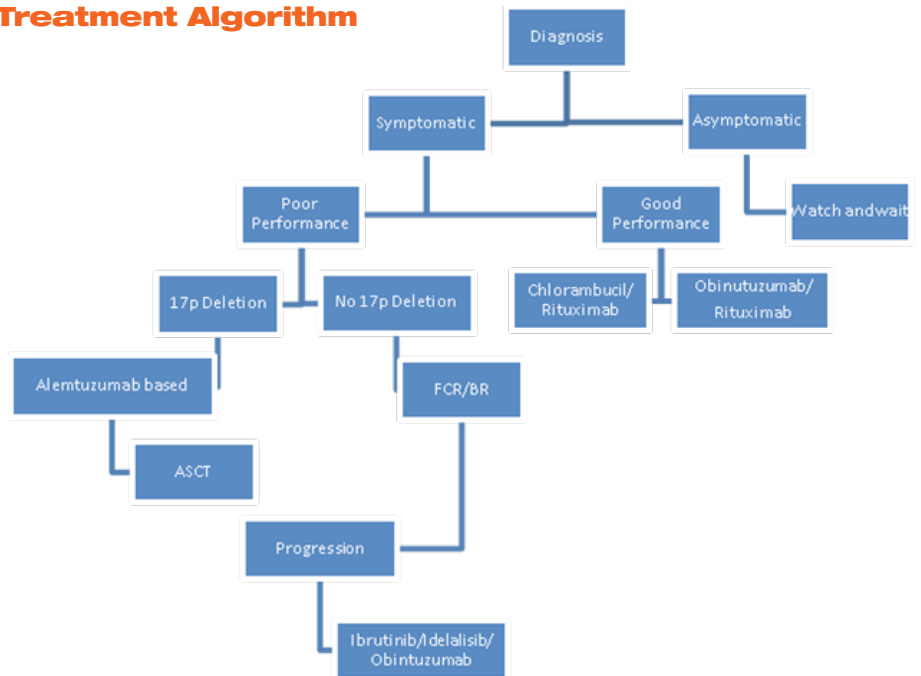 Treatment Algorithm
Diagnosis
Symptomatic
Asymptomatic
Poor
Performance
Good
Performance
Watch andwait
17p Deletion
No 17p Deletion
Chlorambucil/
Rituximab
Obinutuzumab/
Rituximab
Alemtuzumab based
FCR/BR
ASCT
Progression
Ibrutinib/Idelalisib/
Obintuzumab